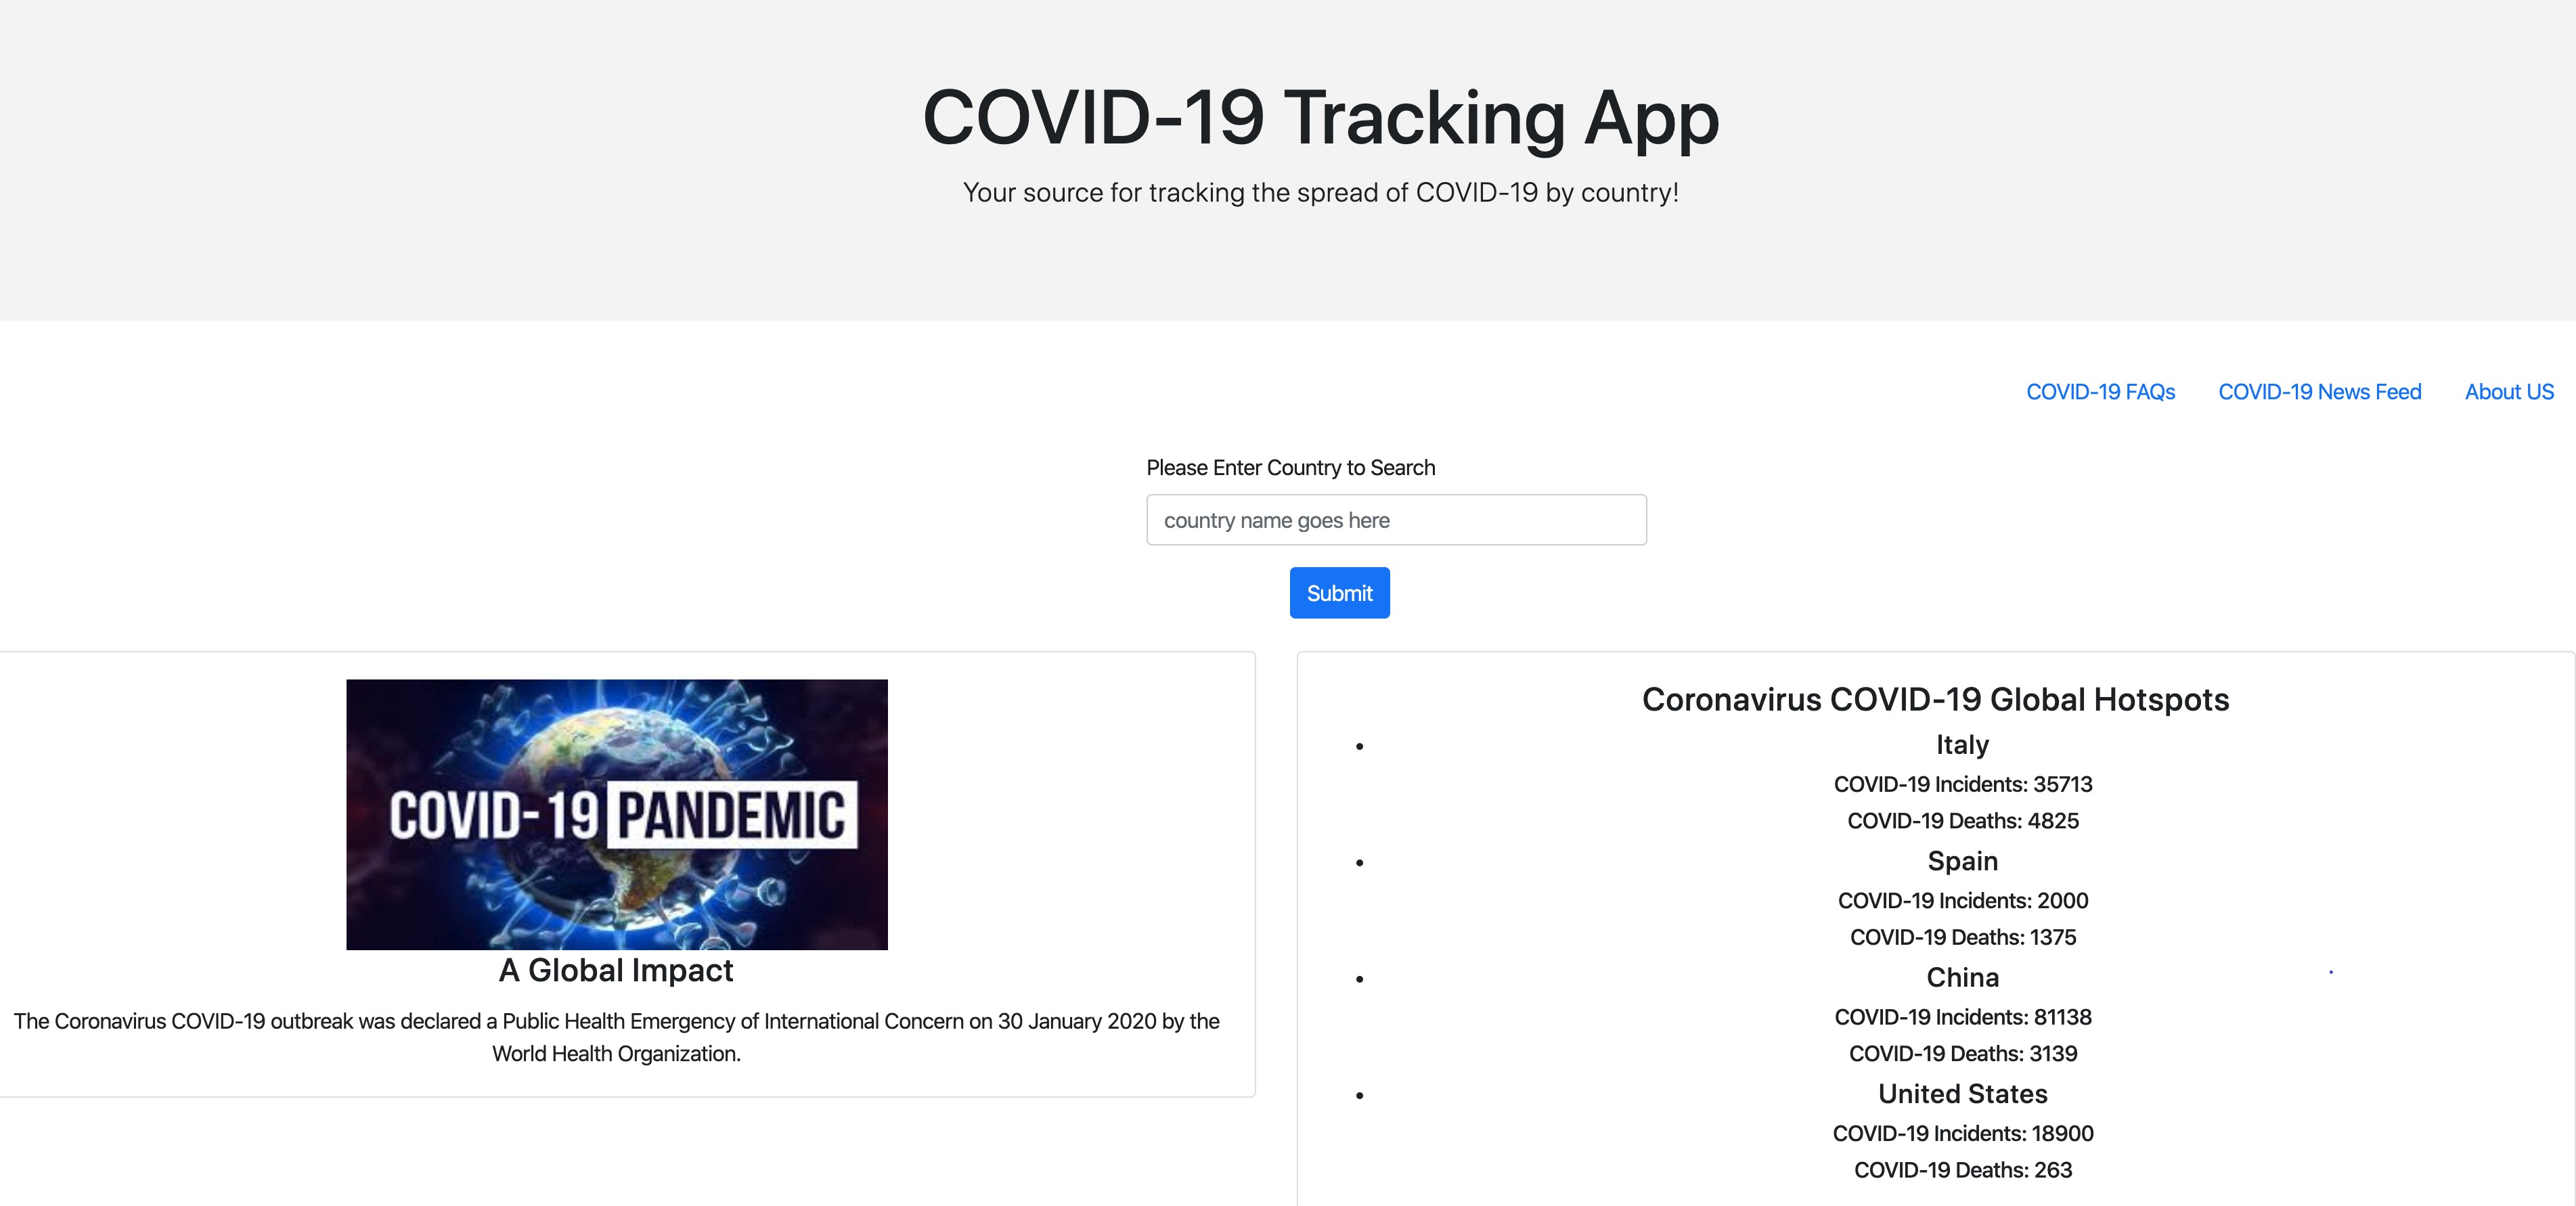 COVID-19 Tracking App
Your source for tracking the spread of COVID-19 by country!
COVID-19 FAQs
COVID-19 News Feed
About US
Please Enter Country to Search
country name goes here
Submit
COVID-19 PANDEMIC
A Global Impact
The Coronavirus COVID-19 outbreak was declared a Public Health Emergency of International Concern on 30 January 2020 by the
World Health Organization.
Coronavirus COVID-19 Global Hotspots
Italy
COVID-19 Incidents: 35713
COVID-19 Deaths: 4825
Spain
COVID-19 Incidents: 2000
COVID-19 Deaths: 1375
China
COVID-19 Incidents: 81138
COVID-19 Deaths: 3139
United States
COVID-19 Incidents: 18900
COVID-19 Deaths: 263